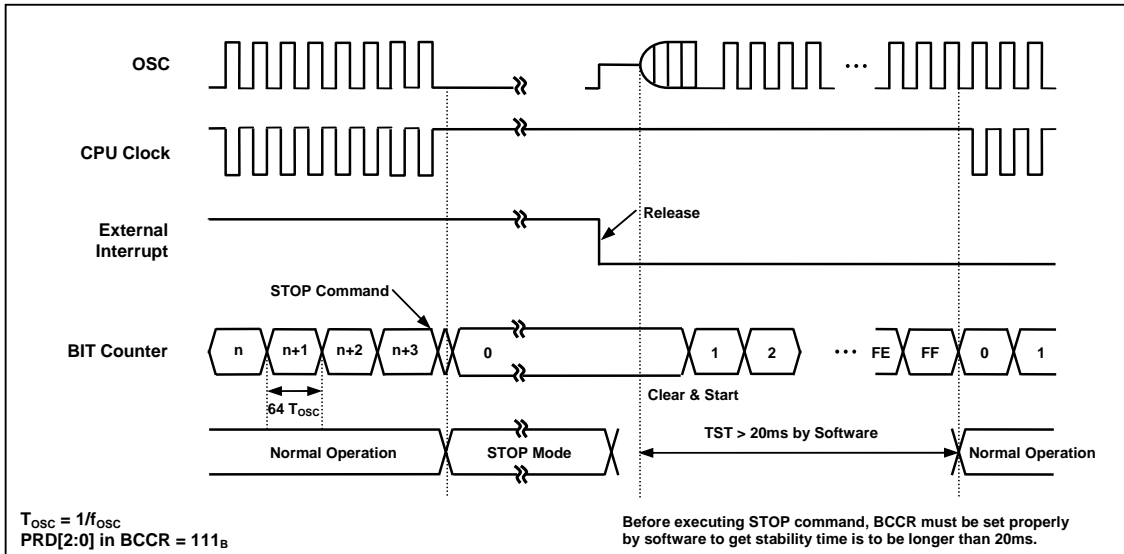 OSC
CPU Clock
Release
External
Interrupt
STOP Command
BIT Counter
n n+1 n+2 n+3 0 1 2 ··· FE FF 0 1
Clear & Start
64 TOSC
TST > 20ms by Software
Normal Operation STOP Mode Normal Operation
TOSC = 1/fOSC
PRD[2:0] in BCCR = 111B
Before executing STOP command, BCCR must be set properly
by software to get stability time is to be longer than 20ms.